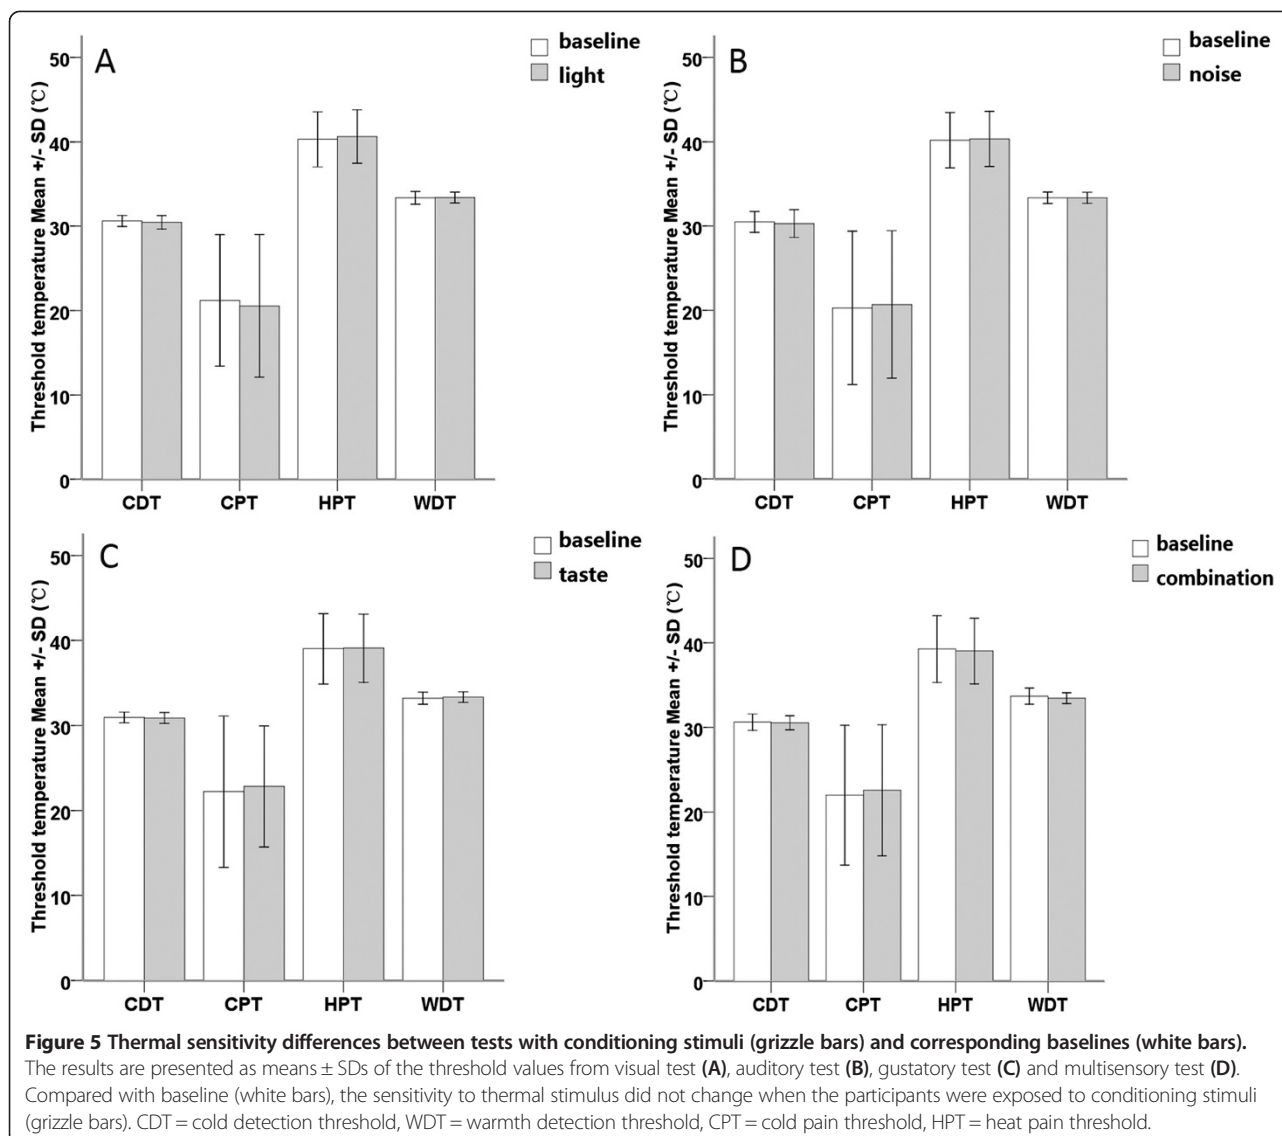 A
baseline
light
Threshold temperature Mean +/- SD (℃)
50
40
30
20
10
0
CDT CPT HPT WDT
B
baseline
noise
Threshold temperature Mean +/- SD (℃)
50
40
30
20
10
0
CDT CPT HPT WDT
C
baseline
taste
Threshold temperature Mean +/- SD (℃)
50
40
30
20
10
0
CDT CPT HPT WDT
D
baseline
combination
Threshold temperature Mean +/- SD (℃)
50
40
30
20
10
0
CDT CPT HPT WDT
Figure 5 Thermal sensitivity differences between tests with conditioning stimuli (grizzle bars) and corresponding baselines (white bars).
The results are presented as means ± SDs of the threshold values from visual test (A), auditory test (B), gustatory test (C) and multisensory test (D).
Compared with baseline (white bars), the sensitivity to thermal stimulus did not change when the participants were exposed to conditioning stimuli
(grizzle bars). CDT = cold detection threshold, WDT = warmth detection threshold, CPT = cold pain threshold, HPT = heat pain threshold.